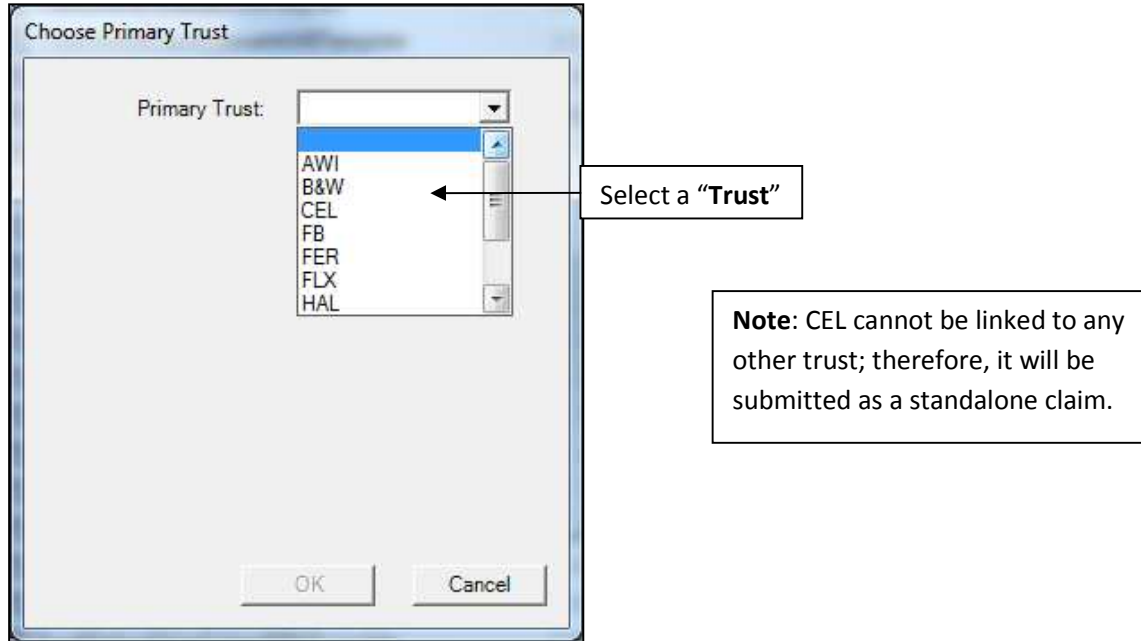 Choose Primary Trust
Primary Trust:
AWI
B&W
CEL
FB
FER
FLX
HAL
Select a “Trust”
Note: CEL cannot be linked to any
other trust; therefore, it will be
submitted as a standalone claim.
OK
Cancel